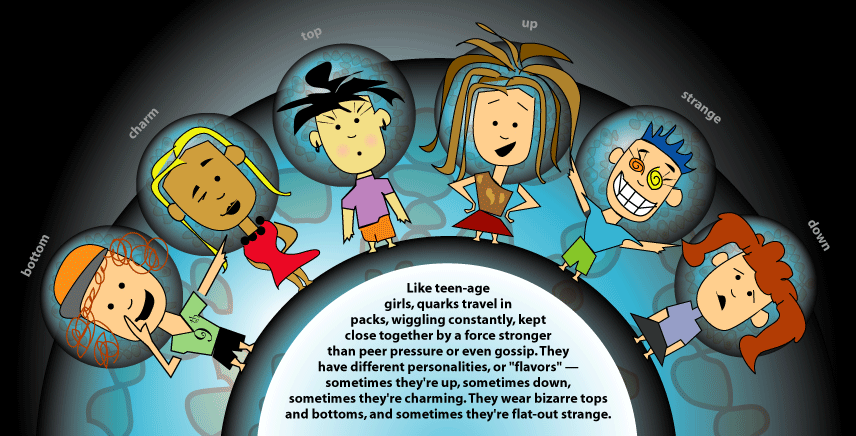 bottom
charm
top
up
strange
down
Like teen-age
girls, quarks travel in
packs, wiggling constantly, kept
close together by a force stronger
than peer pressure or even gossip. They
have different personalities, or "flavors" —
sometimes they're up, sometimes down,
sometimes they're charming. They wear bizarre tops
and bottoms, and sometimes they're flat-out strange.